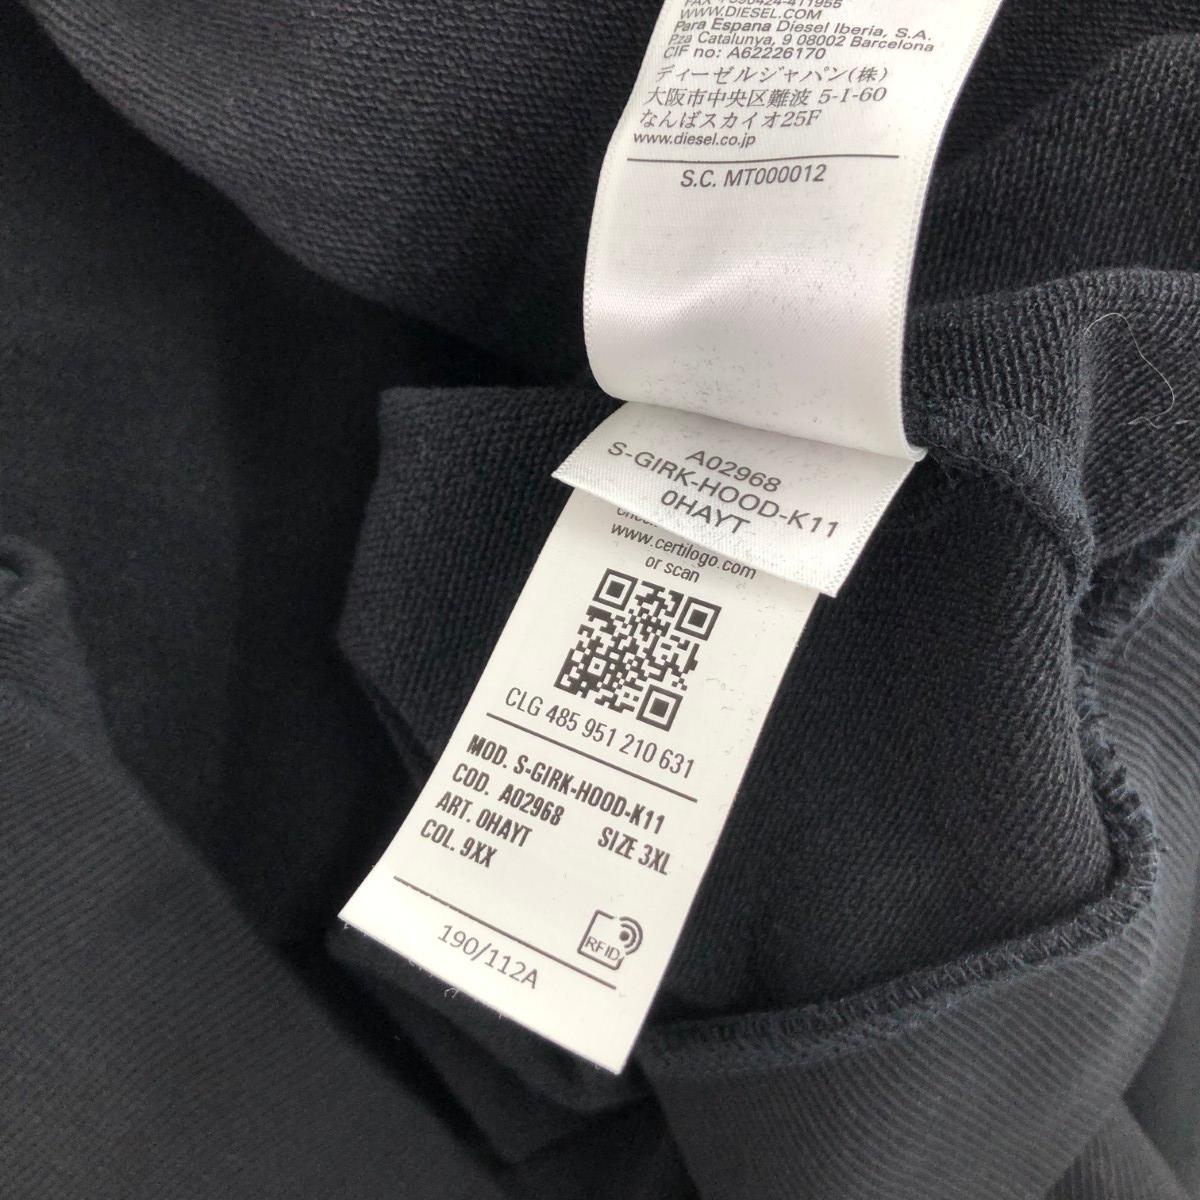 FAX +390424-411955
WWW.DIESEL.COM
Para Espana Diesel Iberia, S.A.
Pza Catalunya, 9 08002 Barcelona
CIF no: A62226170
ディーゼルジャパン(株)
大阪市中央区難波 5-1-60
なんばスカイオ25F
www.diesel.co.jp
S.C. MT000012
A02968
S-GIRK-HOOD-K11
0HAYT
www.certilogo.com
or scan
CLG 485 951 210 631
MOD. S-GIRK-HOOD-K11
COD. A02968 SIZE 3XL
ART. 0HAYT
COL. 9XX
RFID
190/112A